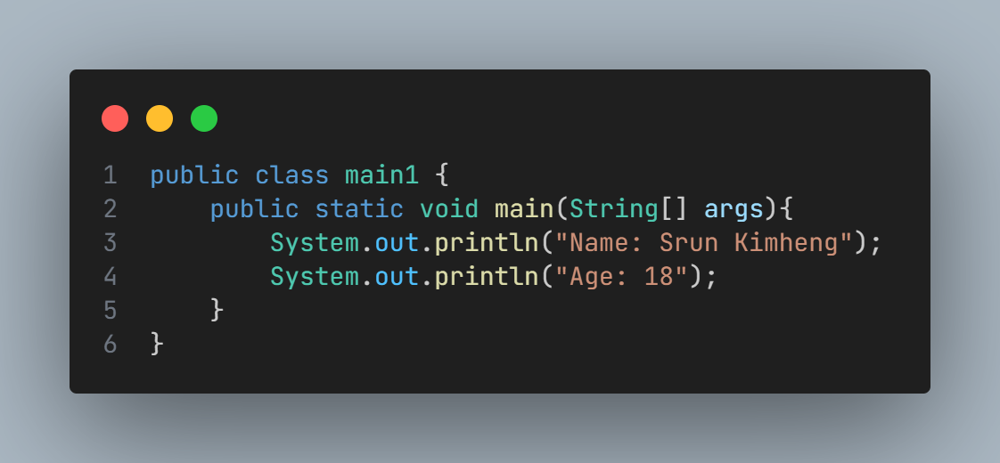 1 public class main1 {
2     public static void main(String[] args){
3         System.out.println("Name: Srun Kimheng");
4         System.out.println("Age: 18");
5     }
6 }